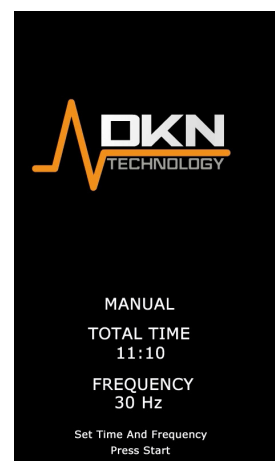 DKN
TECHNOLOGY
MANUAL
TOTAL TIME
11:10
FREQUENCY
30 Hz
Set Time And Frequency
Press Start